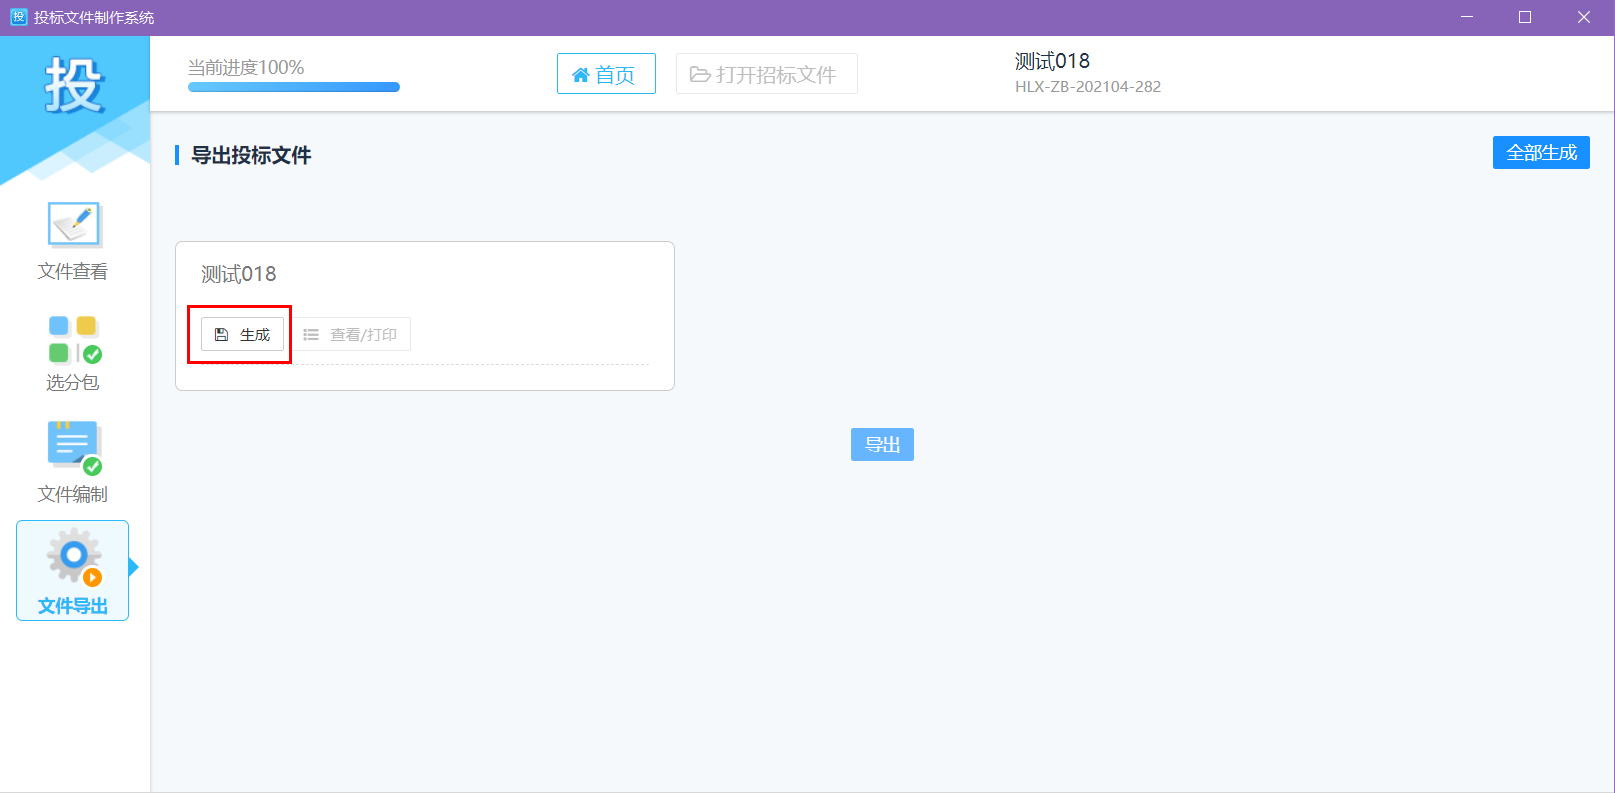 投 投标文件制作系统
投
当前进度100%
首页
打开招标文件
测试018
HLX-ZB-202104-282
导出投标文件
全部生成
文件查看
选分包
文件编制
文件导出
测试018
生成
查看/打印
导出